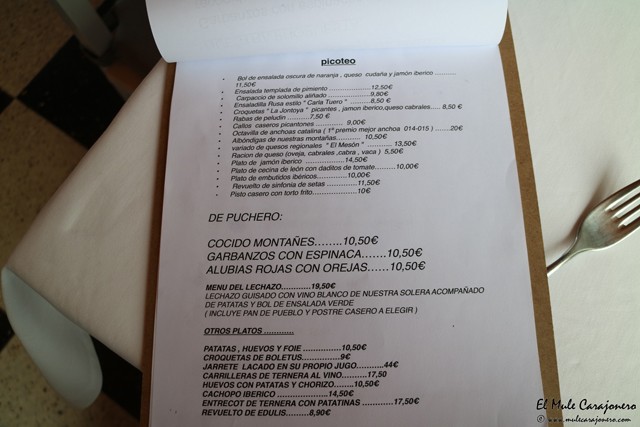 picoteo
Bol de ensalada oscura de naranja , queso cudaña y jamón iberico ..........
11,50€
Ensalada templada de pimiento ..................12,50€
Carpaccio de solomillo aliñado ..............9,80€
Ensaladilla Rusa estilo " Carla Tuero " .........8,50 €
Croquetas " La Jontoya " picantes , jamon iberico,queso cabrales..... 8,50 €
Rabas de peludin ..........7,50 €
Callos caseros picantones ............ 9,00€
Octavilla de anchoas catalina ( 1º premio mejor anchoa 014-015 ) .......20€
Albóndigas de nuestras montañas............ 10,50€
variado de quesos regionales " El Mesón" ........... 13,50€
Racion de queso (oveja, cabrales ,cabra , vaca ) 5,50€
Plato de jamón iberico ..................14,50€
Plato de cecina de león con daditos de tomate.........10,00€
Plato de embutidos ibéricos............10,00€
Revuelto de sinfonia de setas ..............11,50€
Pisto casero con torto frito............10€
DE PUCHERO:
COCIDO MONTAÑES........10,50€
GARBANZOS CON ESPINACA.......10,50€
ALUBIAS ROJAS CON OREJAS......10,50€
MENU DEL LECHAZO............19,50€
LECHAZO GUISADO CON VINO BLANCO DE NUESTRA SOLERA ACOMPAÑADO
DE PATATAS Y BOL DE ENSALADA VERDE
( INCLUYE PAN DE PUEBLO Y POSTRE CASERO A ELEGIR )
OTROS PLATOS ............
PATATAS , HUEVOS Y FOIE ...............10,50€
CROQUETAS DE BOLETUS.......9€
JARRETE LACADO EN SU PROPIO JUGO..........44€
CARRILLERAS DE TERNERA AL VINO..........17,50
HUEVOS CON PATATAS Y CHORIZO.......10,50€
CACHOPO IBERICO ....................14,50€
ENTRECOT DE TERNERA CON PATATINAS ............17,50€
REVUELTO DE EDULIS........8,90€
El Mule Carajonero
© www.mulecarajonero.com